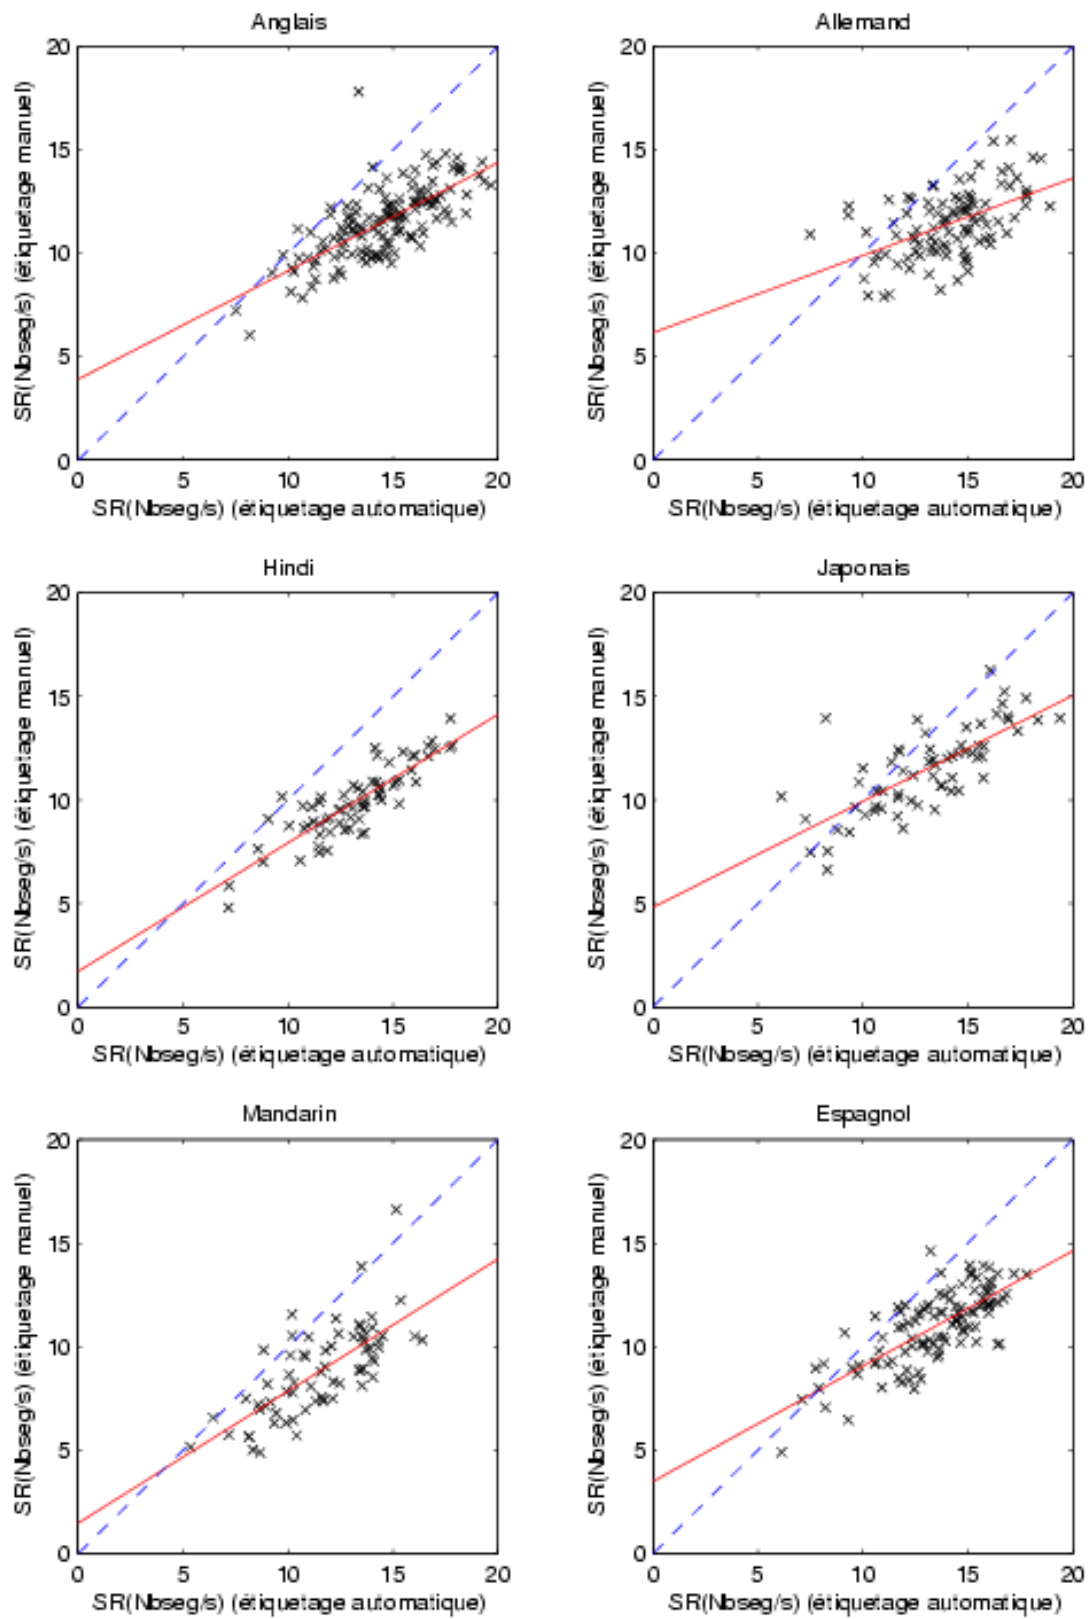 Anglais
20
15
10
5
0
SR(Nbseg/s) (étiquetage manuel)
0 5 10 15 20
SR(Nbseg/s) (étiquetage automatique)
Allemand
20
15
10
5
0
SR(Nbseg/s) (étiquetage manuel)
0 5 10 15 20
SR(Nbseg/s) (étiquetage automatique)
Hindi
20
15
10
5
0
SR(Nbseg/s) (étiquetage manuel)
0 5 10 15 20
SR(Nbseg/s) (étiquetage automatique)
Japonais
20
15
10
5
0
SR(Nbseg/s) (étiquetage manuel)
0 5 10 15 20
SR(Nbseg/s) (étiquetage automatique)
Mandarin
20
15
10
5
0
SR(Nbseg/s) (étiquetage manuel)
0 5 10 15 20
SR(Nbseg/s) (étiquetage automatique)
Espagnol
20
15
10
5
0
SR(Nbseg/s) (étiquetage manuel)
0 5 10 15 20
SR(Nbseg/s) (étiquetage automatique)